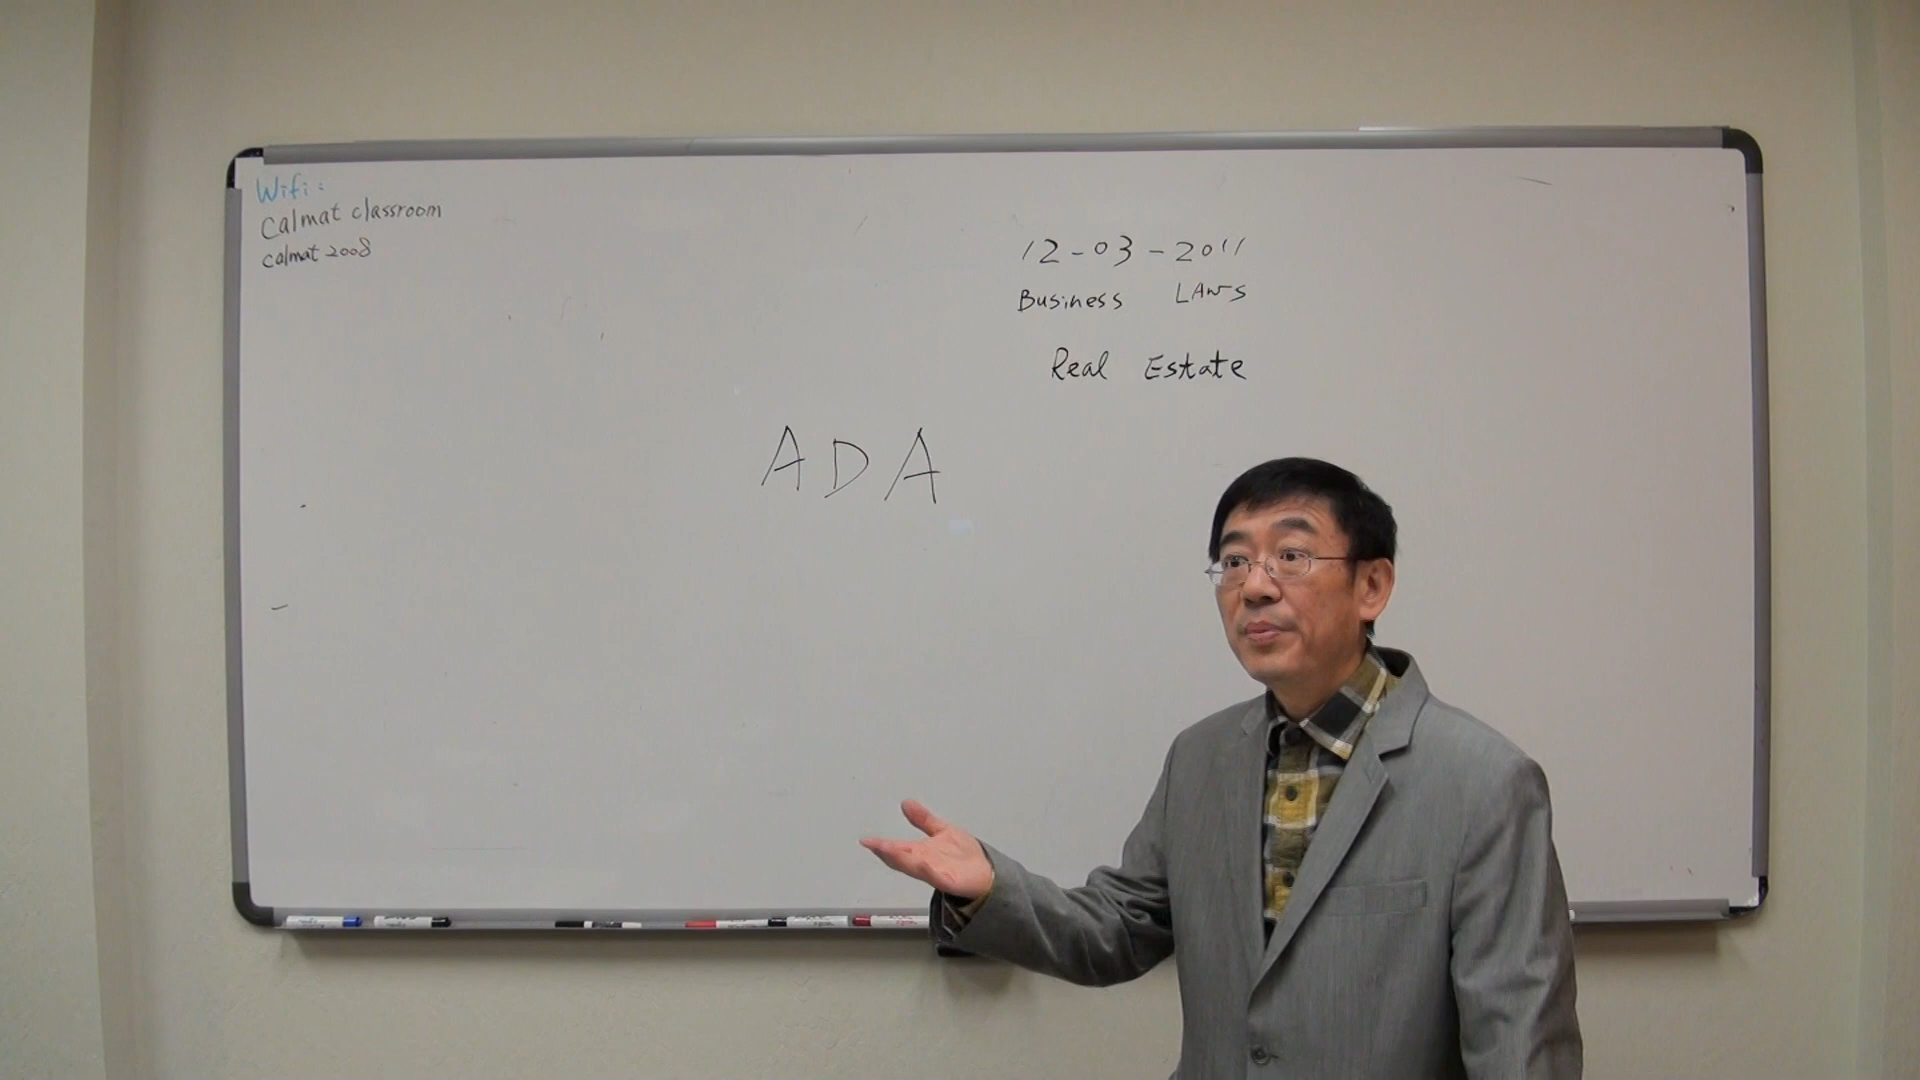 Wifi:
Calmat classroom
calmat 2008
12-03-2011
Business LAWS
Real Estate
ADA